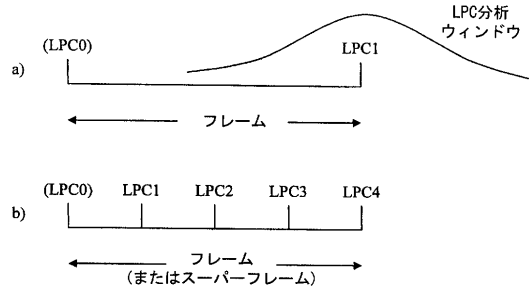 LPC分析
ウィンドウ
(LPC0)
LPC1
a)
フレーム
(LPC0) LPC1 LPC2 LPC3 LPC4
b)
フレーム
(またはスーパーフレーム)